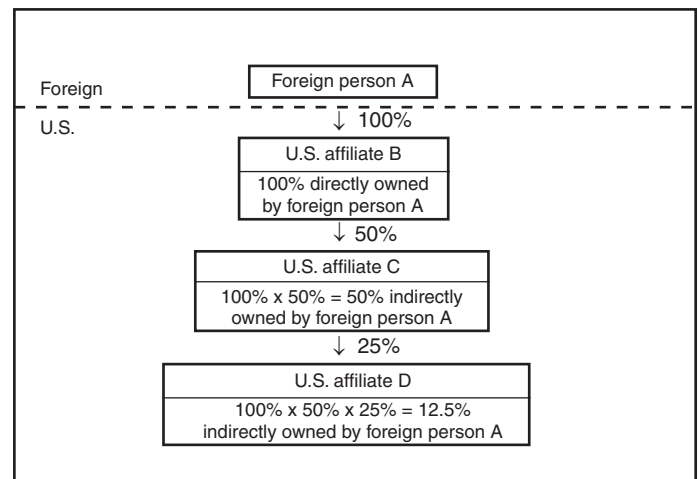 Foreign person A
Foreign
U.S.
↓ 100%
U.S. affiliate B
100% directly owned
by foreign person A
↓ 50%
U.S. affiliate C
100% x 50% = 50% indirectly
owned by foreign person A
↓ 25%
U.S. affiliate D
100% x 50% x 25% = 12.5%
indirectly owned by foreign person A